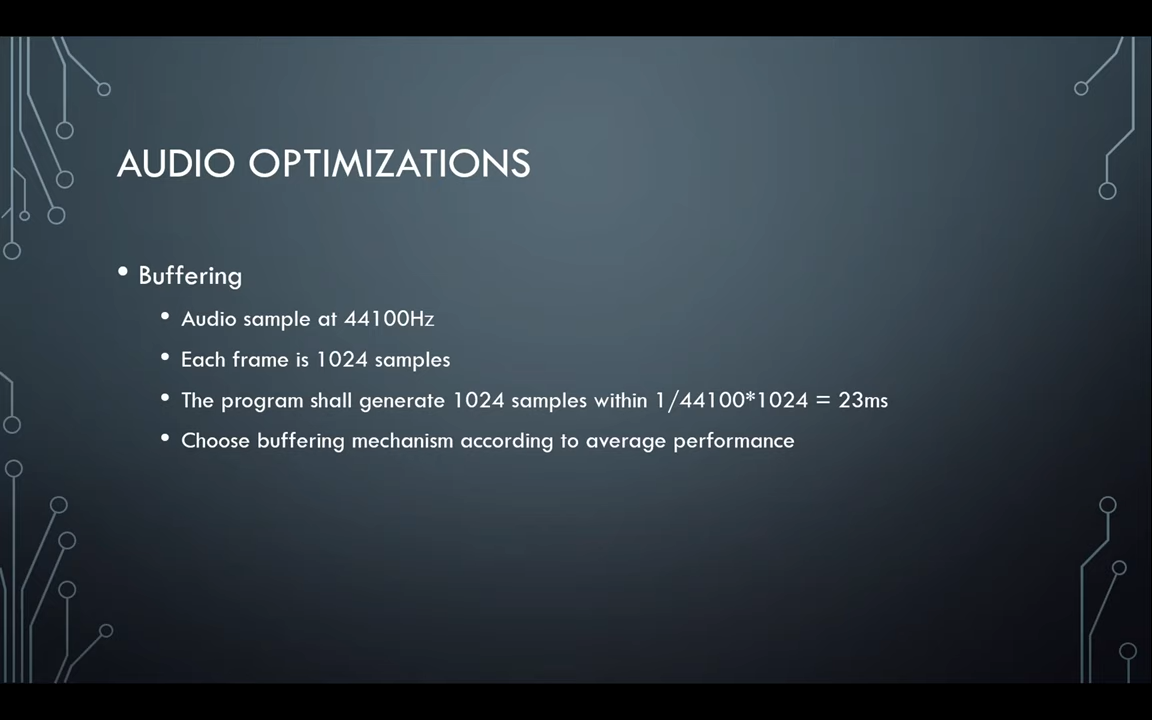 AUDIO OPTIMIZATIONS
• Buffering
• Audio sample at 44100Hz
• Each frame is 1024 samples
• The program shall generate 1024 samples within 1/44100*1024 = 23ms
• Choose buffering mechanism according to average performance